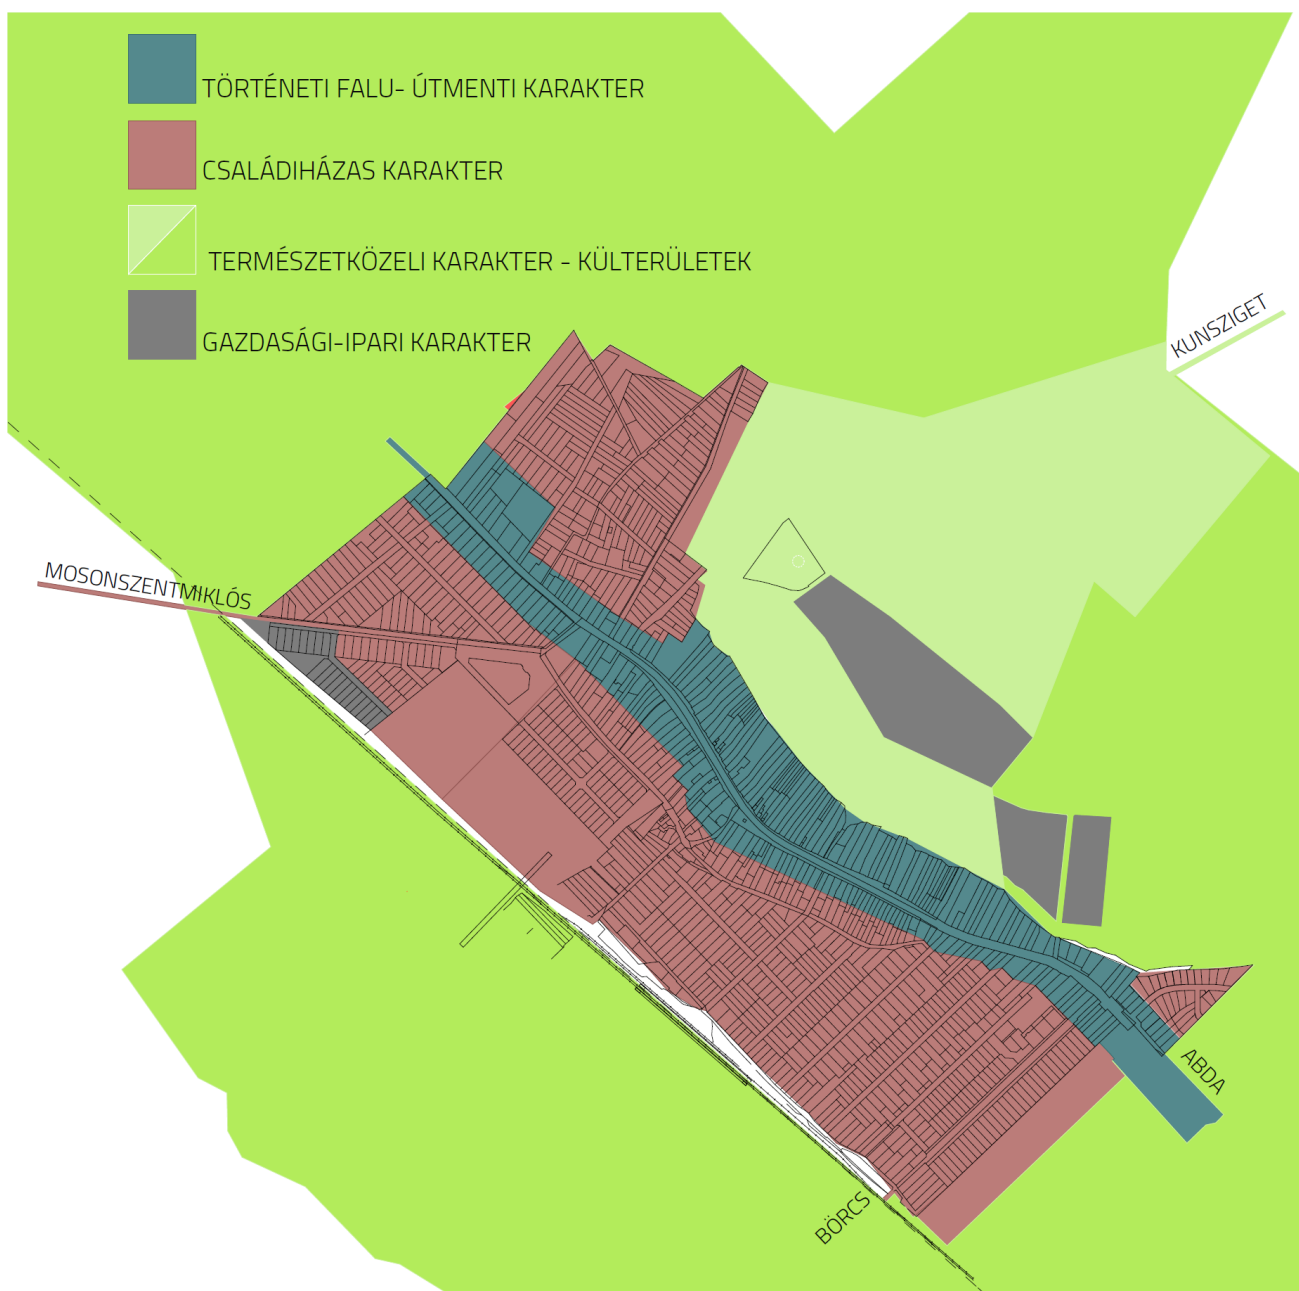 TÖRTÉNETI FALU- ÚTMENTI KARAKTER
CSALÁDIHÁZAS KARAKTER
TERMÉSZETKÖZELI KARAKTER - KÜLTERÜLETEK
GAZDASÁGI-IPARI KARAKTER
KUNSZIGET
MOSONSZENTMIKLÓS
ABDA
BÖRCS